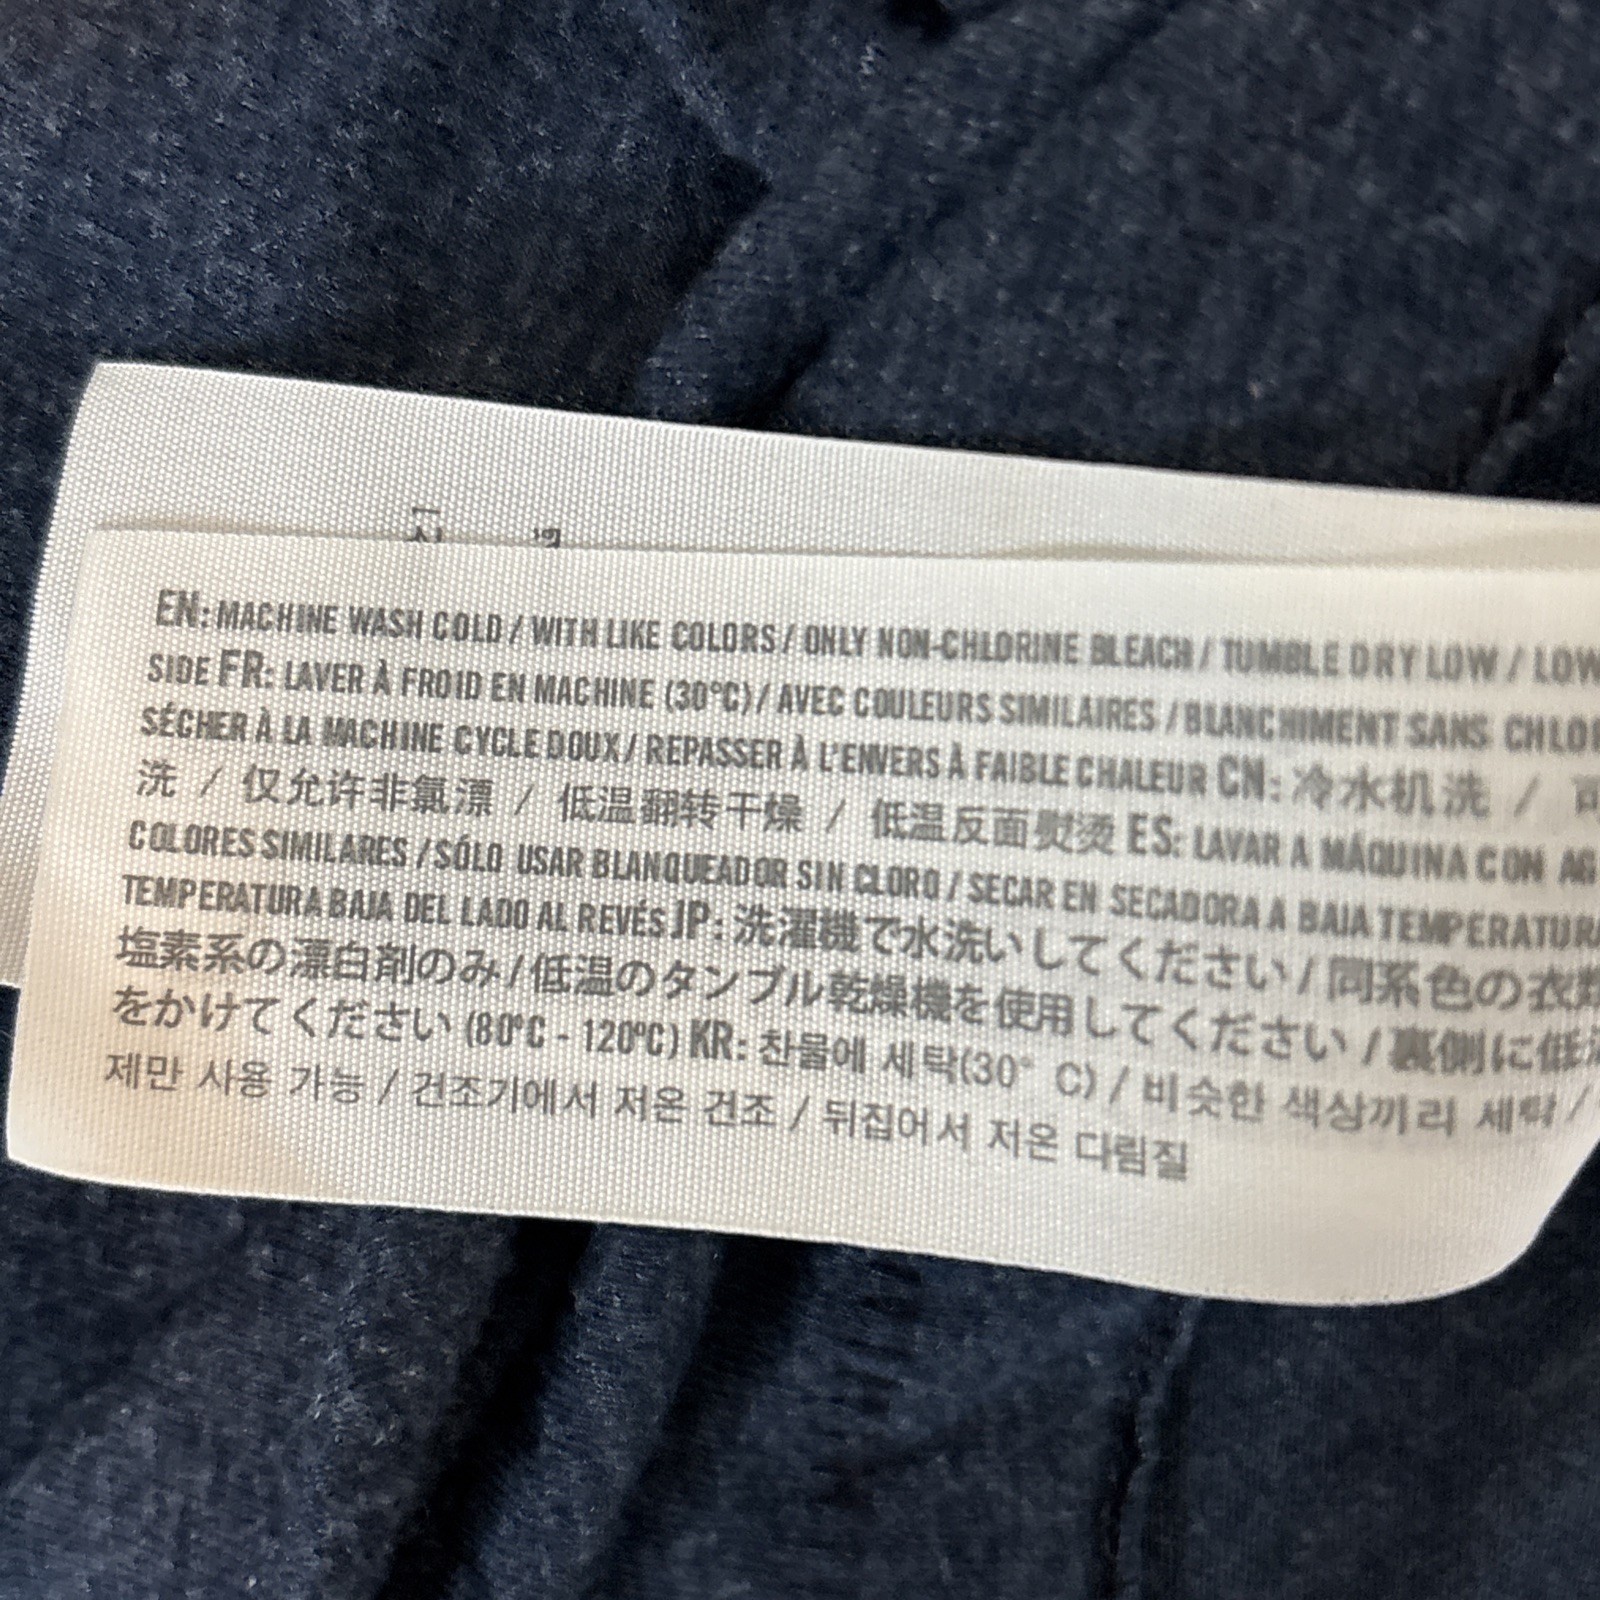 EN: MACHINE WASH COLD / WITH LIKE COLORS / ONLY NON-CHLORINE BLEACH / TUMBLE DRY LOW / LOW
SIDE FR: LAVER À FROID EN MACHINE (30°C) / AVEC COULEURS SIMILAIRES / BLANCHIMENT SANS
SÉCHER À LA MACHINE CYCLE DOUX / REPASSER À L'ENVERS À FAIBLE CHALEUR CN: 冷水机洗 /
洗 / 仅允许非氯漂 / 低温翻转干燥 / 低温反面熨烫 ES: LAVAR A MÁQUINA CON
COLORES SIMILARES / SÓLO USAR BLANQUEADOR SIN CLORO / SECAR EN SECADORA A BAJA TEMPERATURA
TEMPERATURA BAJA DEL LADO AL REVÉS JP: 洗濯機で水洗いしてください / 同系色の衣類
塩素系の漂白剤のみ / 低温のタンブル乾燥機を使用してください / 裏側に低温
をかけてください (80°C - 120°C) KR: 찬물에 세탁(30° C) / 비슷한 색상끼리 세탁 /
제만 사용 가능 / 건조기에서 저온 건조 / 뒤집어서 저온 다림질